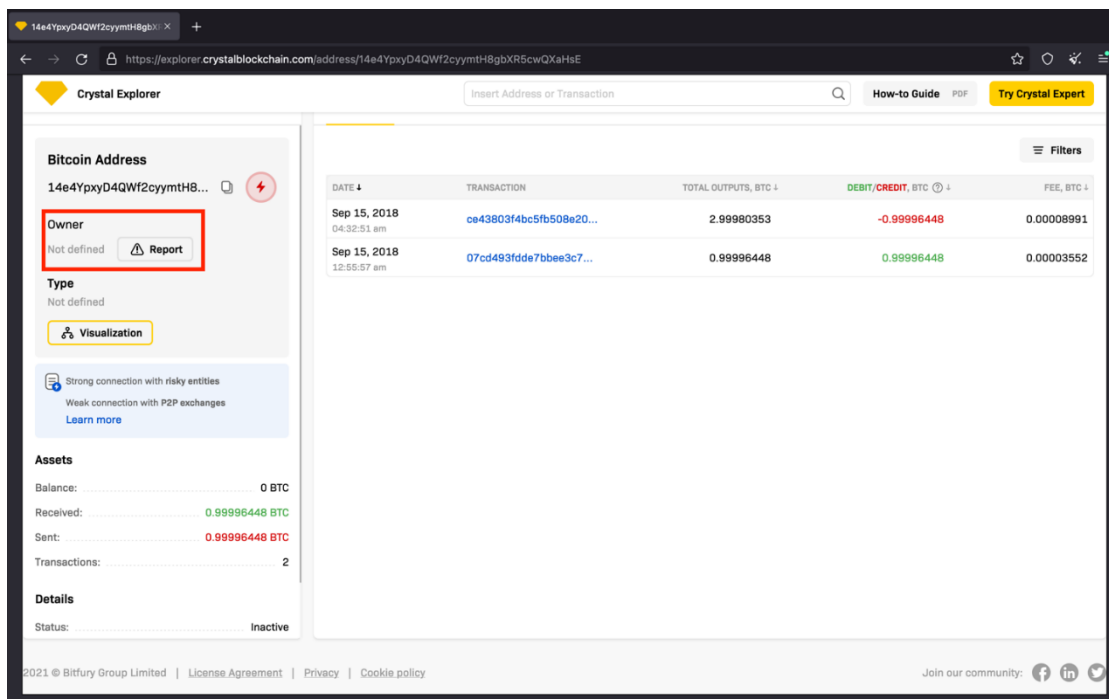 14e4YpxyD4QWf2cyymtH8gbX
https://explorer.crystalblockchain.com/address/14e4YpxyD4QWf2cyymtH8gbXR5cwQXaHsE
Crystal Explorer
Insert Address or Transaction
How-to Guide PDF
Try Crystal Expert
Bitcoin Address
14e4YpxyD4QWf2cyymtH8...
Owner
Not defined
Report
Type
Not defined
Visualization
Strong connection with risky entities
Weak connection with P2P exchanges
Learn more
Assets
Balance: 0 BTC
Received: 0.99996448 BTC
Sent: 0.99996448 BTC
Transactions: 2
Details
Status: Inactive
Filters
DATE TRANSACTION TOTAL OUTPUTS, BTC DEBIT/CREDIT, BTC FEE, BTC
Sep 15, 2018 ce43803f4bc5fb508e20... 2.99980353 -0.99996448 0.00008991
04:32:51 am
Sep 15, 2018 07cd493fdde7bbee3c7... 0.99996448 0.99996448 0.00003552
12:55:57 am
2021 © Bitfury Group Limited | License Agreement | Privacy | Cookie policy
Join our community: